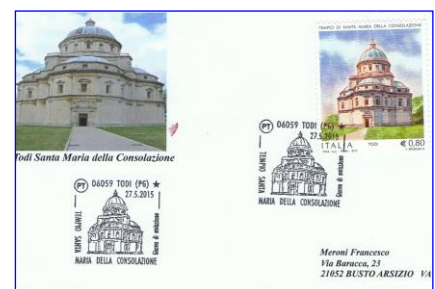 TEMPIO DI SANTA MARIA DELLA CONSOLAZIONE
ITALIA
TODI
€ 0,80
Todi Santa Maria della Consolazione
PT 06059 TODI (PG) ★
27.5.2015
TEMPIO SANTA
MARIA DELLA CONSOLAZIONE
Giorno di emissione
PT 06059 TODI (PG) ★
27.5.2015
TEMPIO SANTA
MARIA DELLA CONSOLAZIONE
Giorno di emissione
Meroni Francesco
Via Baracca, 23
21052 BUSTO ARSIZIO VA